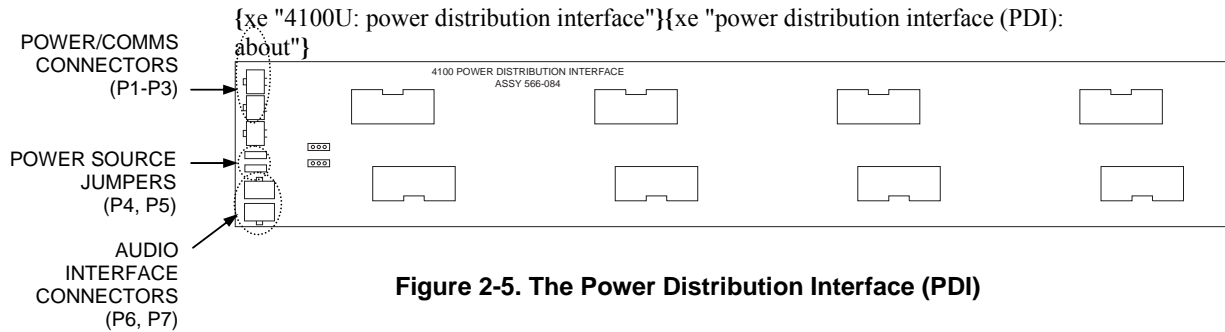 {xe "4100U: power distribution interface"}{xe "power distribution interface (PDI):
about"}
POWER/COMMS
CONNECTORS
(P1-P3)
4100 POWER DISTRIBUTION INTERFACE
ASSY 566-084
POWER SOURCE
JUMPERS
(P4, P5)
AUDIO
INTERFACE
CONNECTORS
(P6, P7)
Figure 2-5. The Power Distribution Interface (PDI)